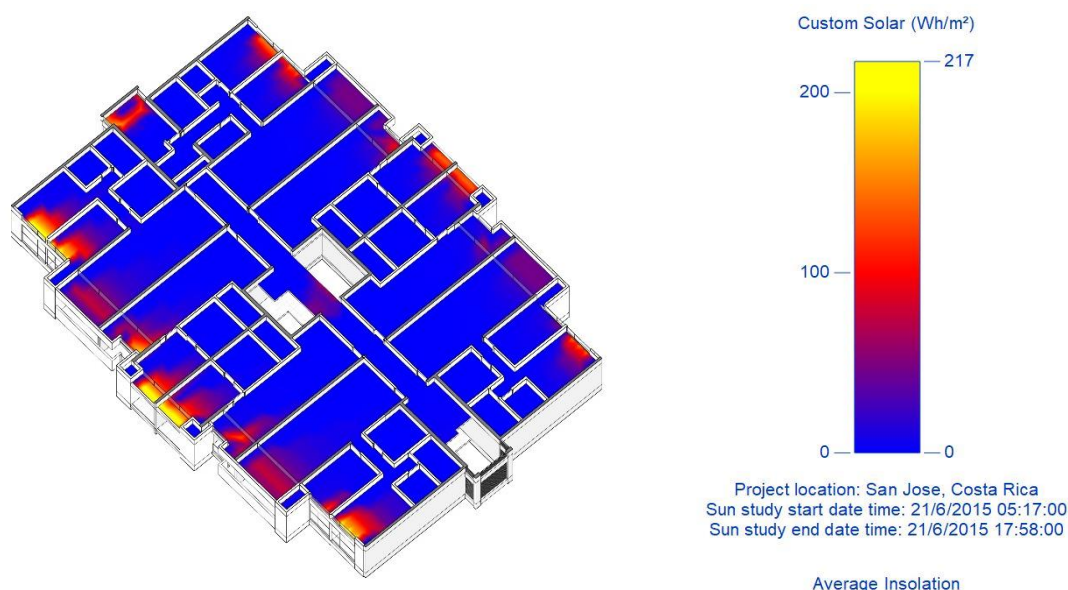 Custom Solar (Wh/m²)
217
200
100
0
0
Project location: San Jose, Costa Rica
Sun study start date time: 21/6/2015 05:17:00
Sun study end date time: 21/6/2015 17:58:00
Average Insolation